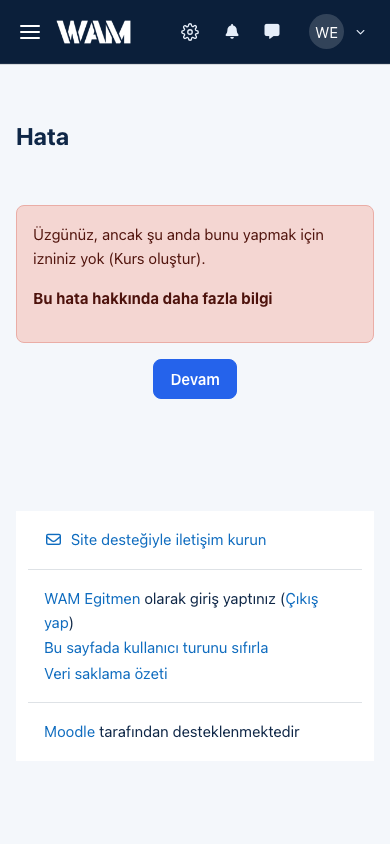 WAM
WE
Hata
Üzgünüz, ancak şu anda bunu yapmak için
izniniz yok (Kurs oluştur).
Bu hata hakkında daha fazla bilgi
Devam
Site desteğiyle iletişim kurun
WAM Egitmen olarak giriş yaptınız (Çıkış
yap)
Bu sayfada kullanıcı turunu sıfırla
Veri saklama özeti
Moodle tarafından desteklenmektedir